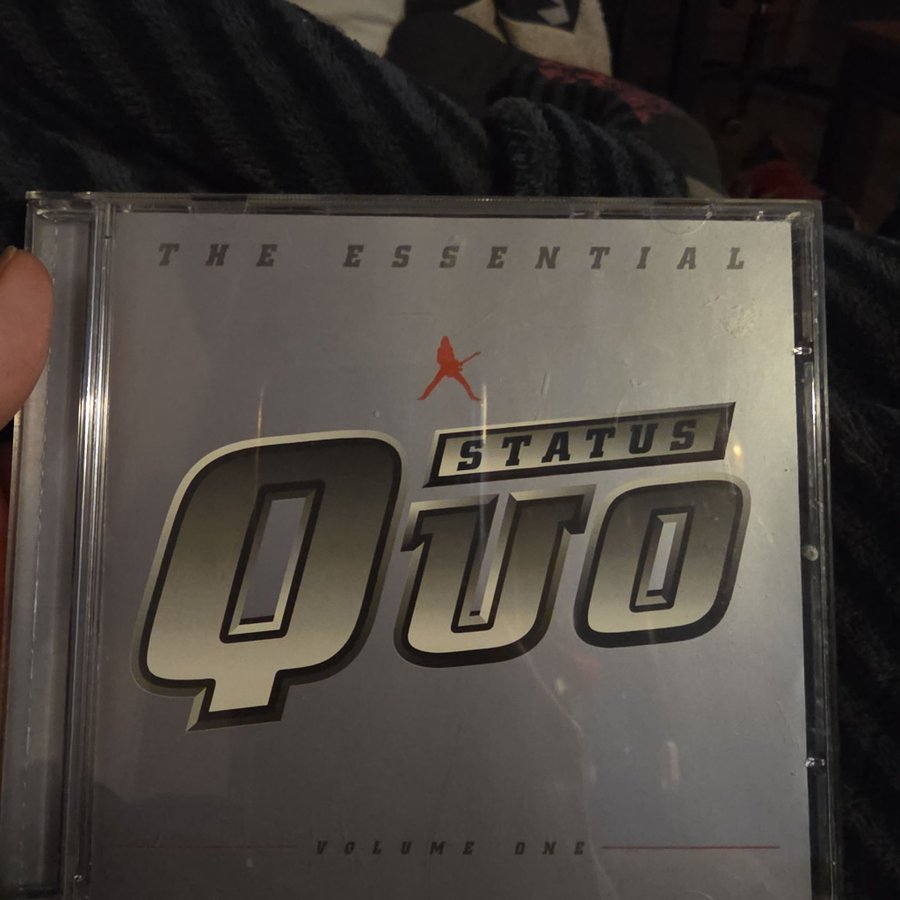 THE ESSENTIAL
STATUS
QUO
VOLUME ONE